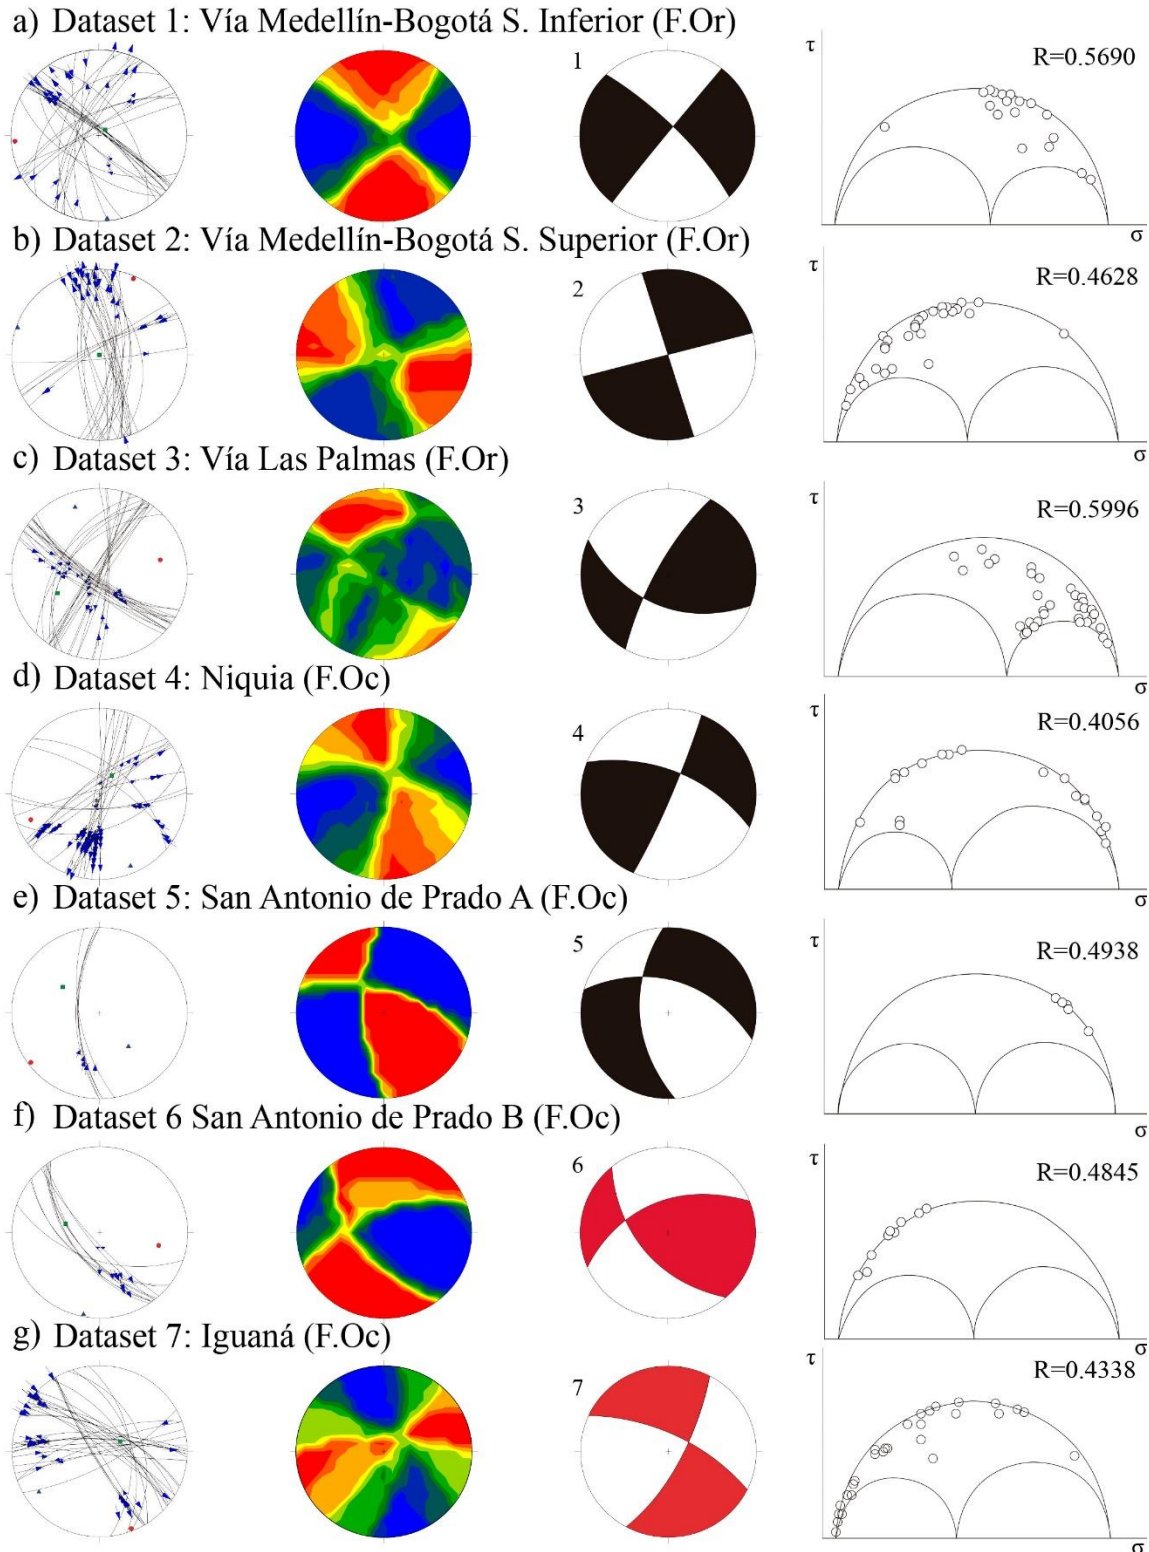 a) Dataset 1: Vía Medellín-Bogotá S. Inferior (F.Or)
1
τ
R=0.5690
σ
b) Dataset 2: Vía Medellín-Bogotá S. Superior (F.Or)
2
τ
R=0.4628
σ
c) Dataset 3: Vía Las Palmas (F.Or)
3
τ
R=0.5996
σ
d) Dataset 4: Niquia (F.Oc)
4
τ
R=0.4056
σ
e) Dataset 5: San Antonio de Prado A (F.Oc)
5
τ
R=0.4938
σ
f) Dataset 6 San Antonio de Prado B (F.Oc)
6
τ
R=0.4845
σ
g) Dataset 7: Iguaná (F.Oc)
7
τ
R=0.4338
σ